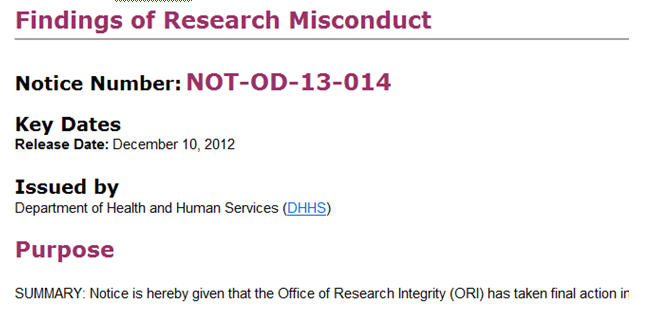 Findings of Research Misconduct
Notice Number: NOT-OD-13-014
Key Dates
Release Date: December 10, 2012
Issued by
Department of Health and Human Services (DHHS)
Purpose
SUMMARY: Notice is hereby given that the Office of Research Integrity (ORI) has taken final action in